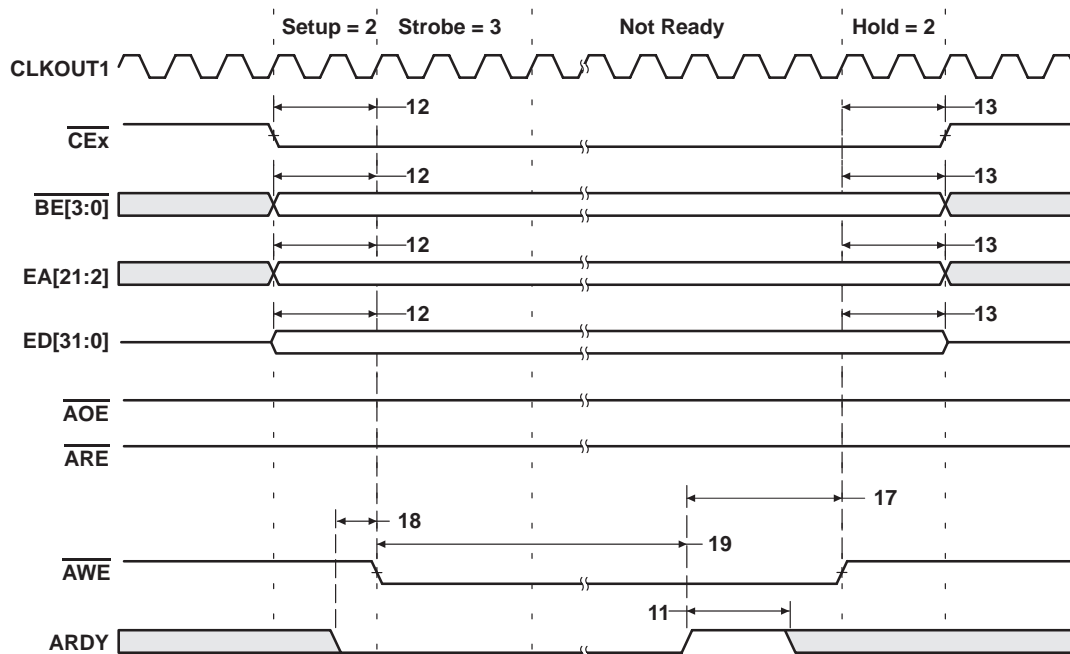 Setup = 2 Strobe = 3 Not Ready Hold = 2
CLKOUT1
12 13
CEx
12 13
BE[3:0]
12 13
EA[21:2]
12 13
ED[31:0]
AOE
ARE
17
18
19
AWE
11
ARDY